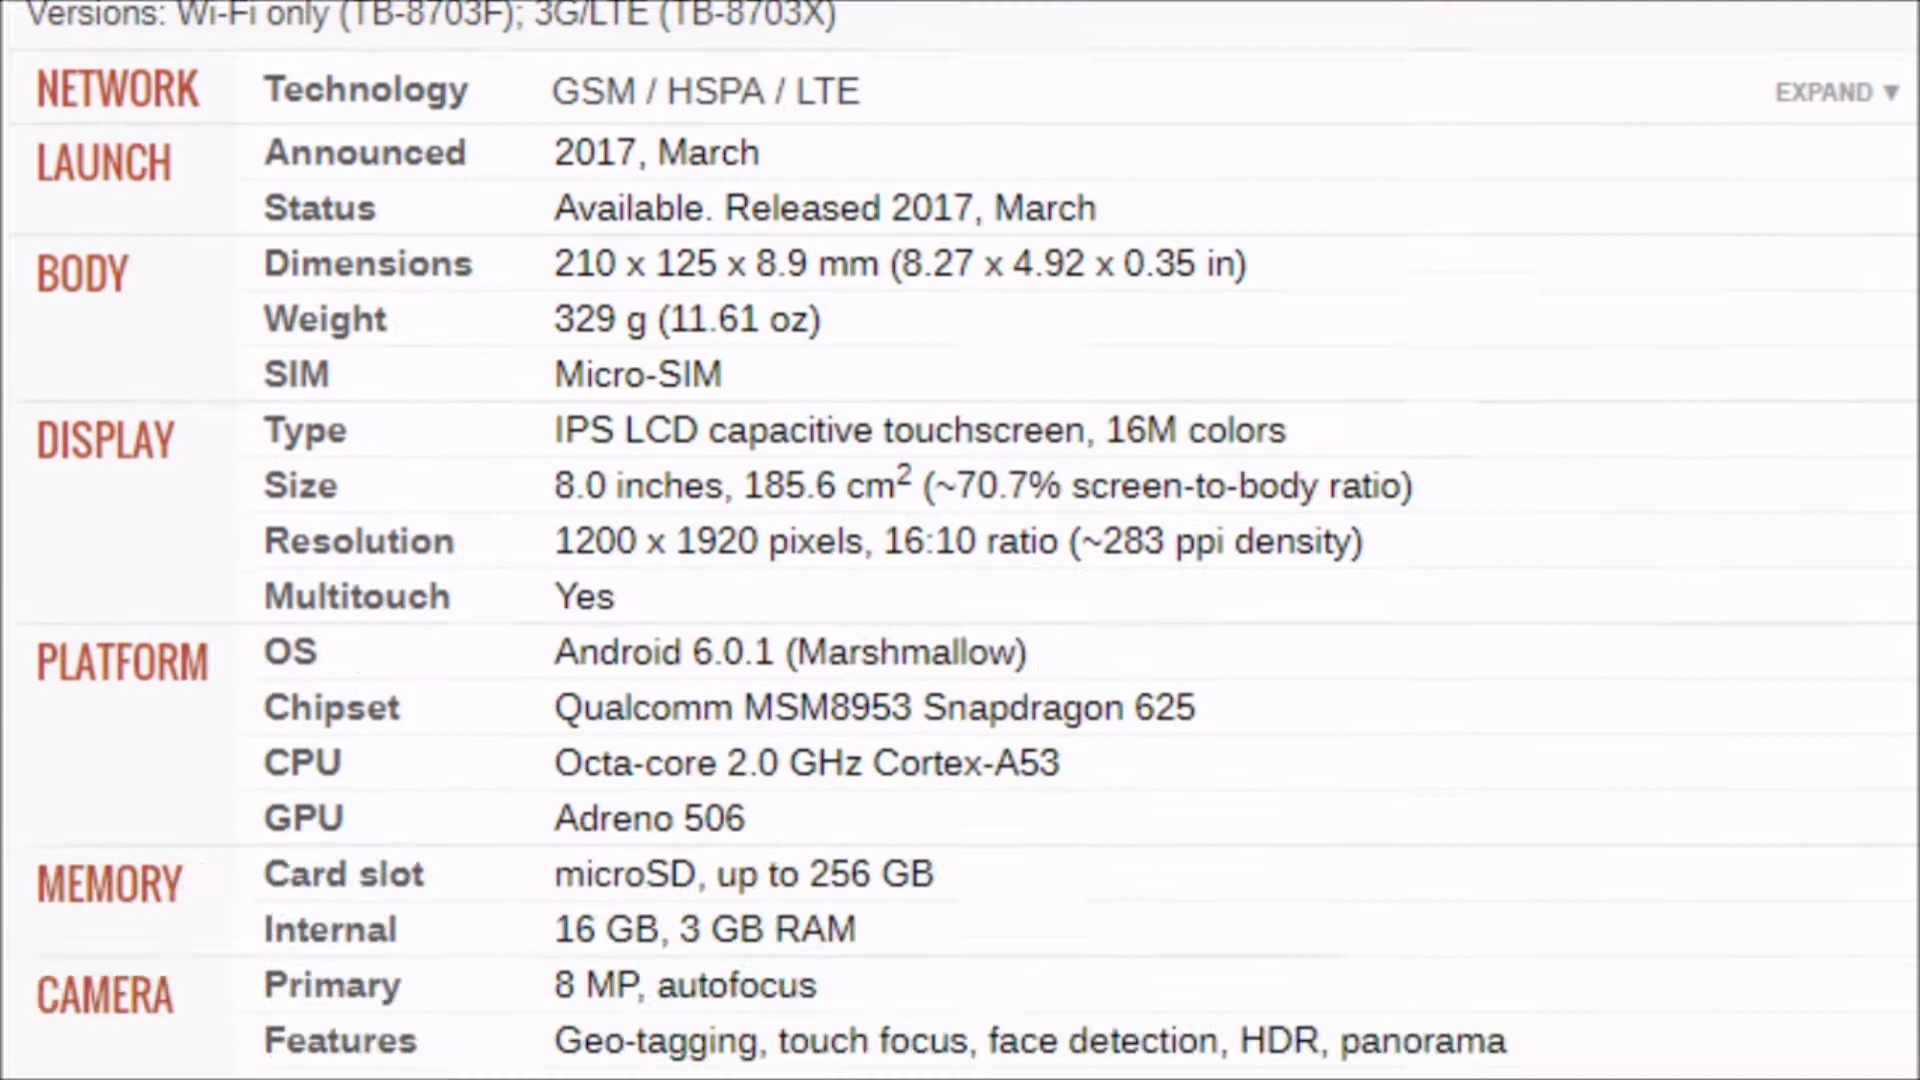 Versions: Wi-Fi only (TB-8703F); 3G/LTE (TB-8703X)
NETWORK Technology GSM / HSPA / LTE EXPAND ▼
LAUNCH Announced 2017, March
Status Available. Released 2017, March
BODY Dimensions 210 x 125 x 8.9 mm (8.27 x 4.92 x 0.35 in)
Weight 329 g (11.61 oz)
SIM Micro-SIM
DISPLAY Type IPS LCD capacitive touchscreen, 16M colors
Size 8.0 inches, 185.6 cm² (~70.7% screen-to-body ratio)
Resolution 1200 x 1920 pixels, 16:10 ratio (~283 ppi density)
Multitouch Yes
PLATFORM OS Android 6.0.1 (Marshmallow)
Chipset Qualcomm MSM8953 Snapdragon 625
CPU Octa-core 2.0 GHz Cortex-A53
GPU Adreno 506
MEMORY Card slot microSD, up to 256 GB
Internal 16 GB, 3 GB RAM
CAMERA Primary 8 MP, autofocus
Features Geo-tagging, touch focus, face detection, HDR, panorama